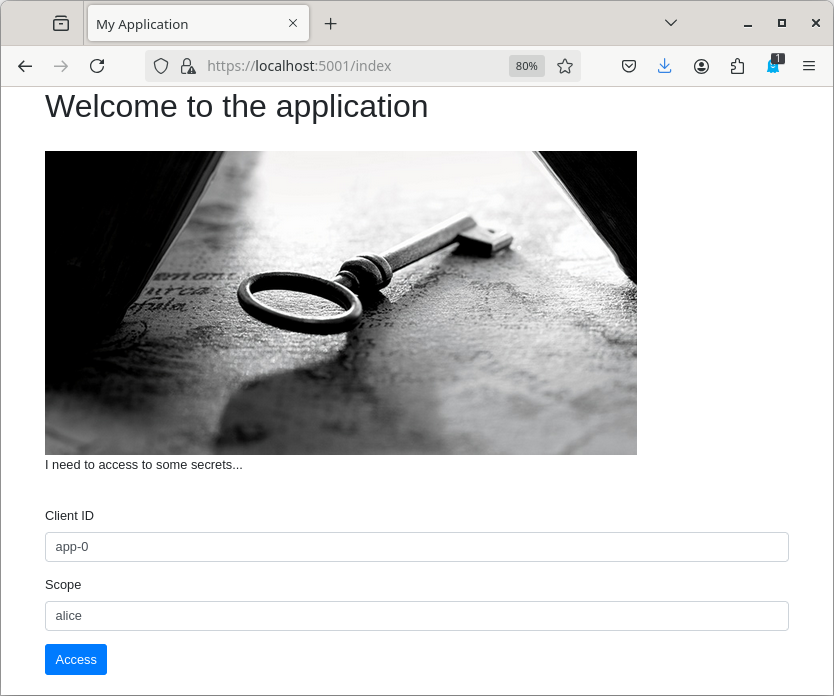 My Application
https://localhost:5001/index
80%
1
Welcome to the application
I need to access to some secrets...
Client ID
app-0
Scope
alice
Access